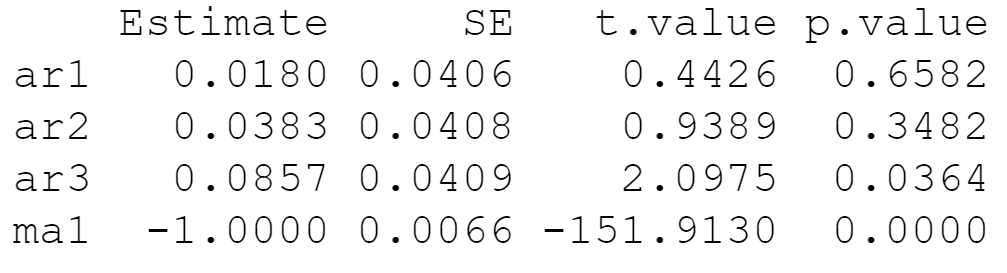 Estimate SE t.value p.value
ar1 0.0180 0.0406 0.4426 0.6582
ar2 0.0383 0.0408 0.9389 0.3482
ar3 0.0857 0.0409 2.0975 0.0364
ma1 -1.0000 0.0066 -151.9130 0.0000